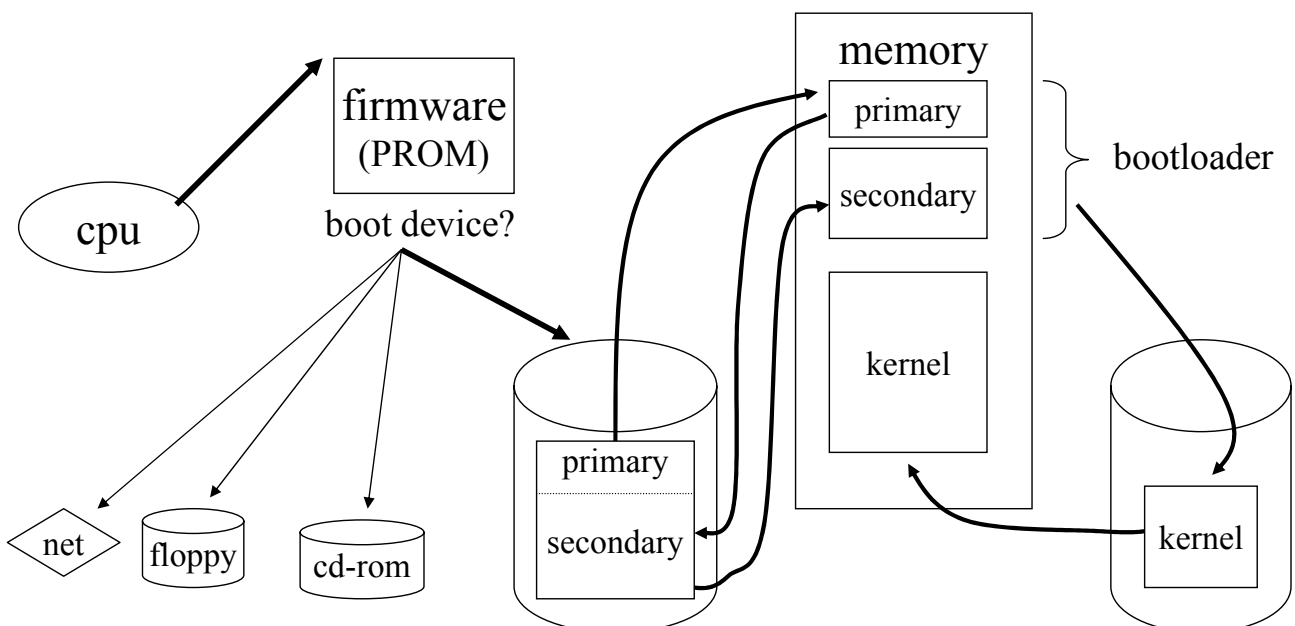 memory
firmware
(PROM)
primary
bootloader
secondary
cpu
boot device?
kernel
primary
secondary
kernel
net
floppy
cd-rom